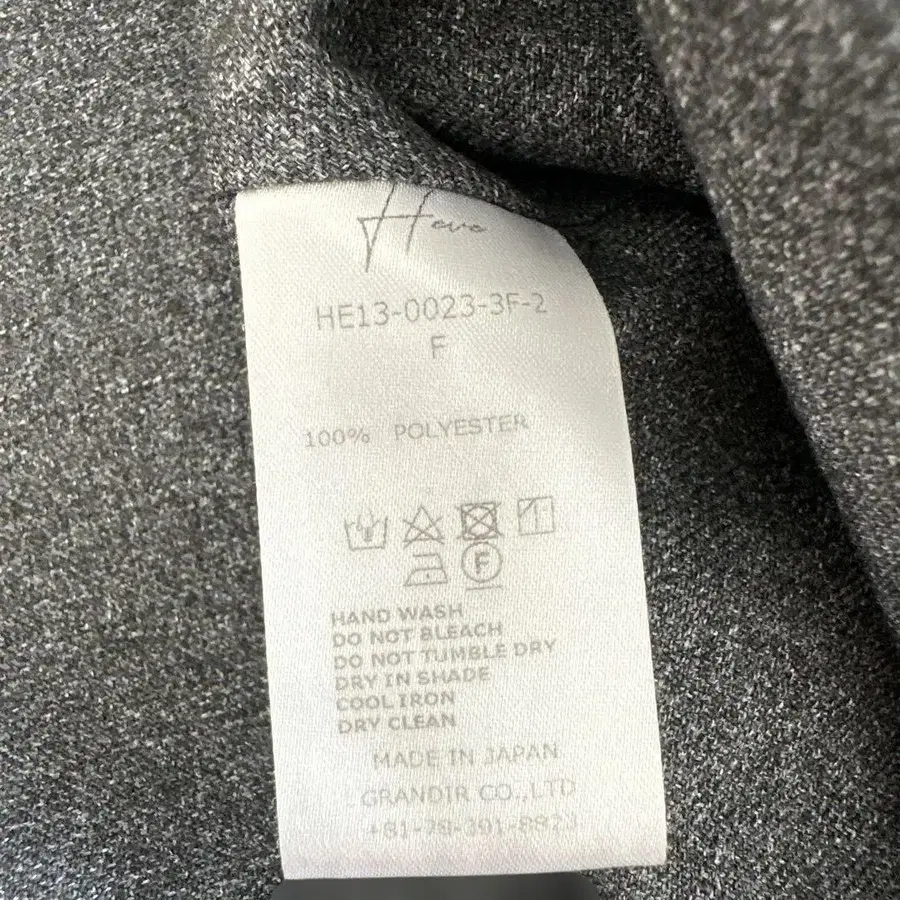 Heve
HE13-0023-3F-2
F
100% POLYESTER
F
HAND WASH
DO NOT BLEACH
DO NOT TUMBLE DRY
DRY IN SHADE
COOL IRON
DRY CLEAN
MADE IN JAPAN
GRANDIR CO.,LTD